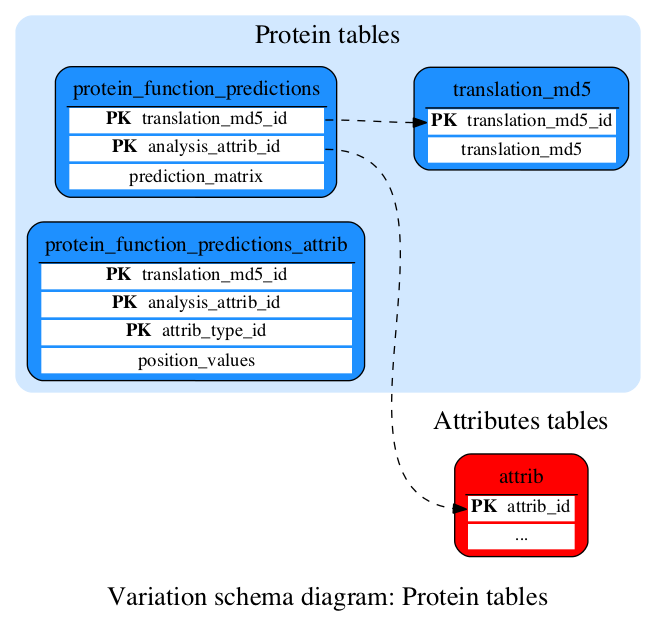 Protein tables
protein_function_predictions
PK translation_md5_id
PK analysis_attrib_id
prediction_matrix
translation_md5
PK translation_md5_id
translation_md5
protein_function_predictions_attrib
PK translation_md5_id
PK analysis_attrib_id
PK attrib_type_id
position_values
Attributes tables
attrib
PK attrib_id
...
Variation schema diagram: Protein tables